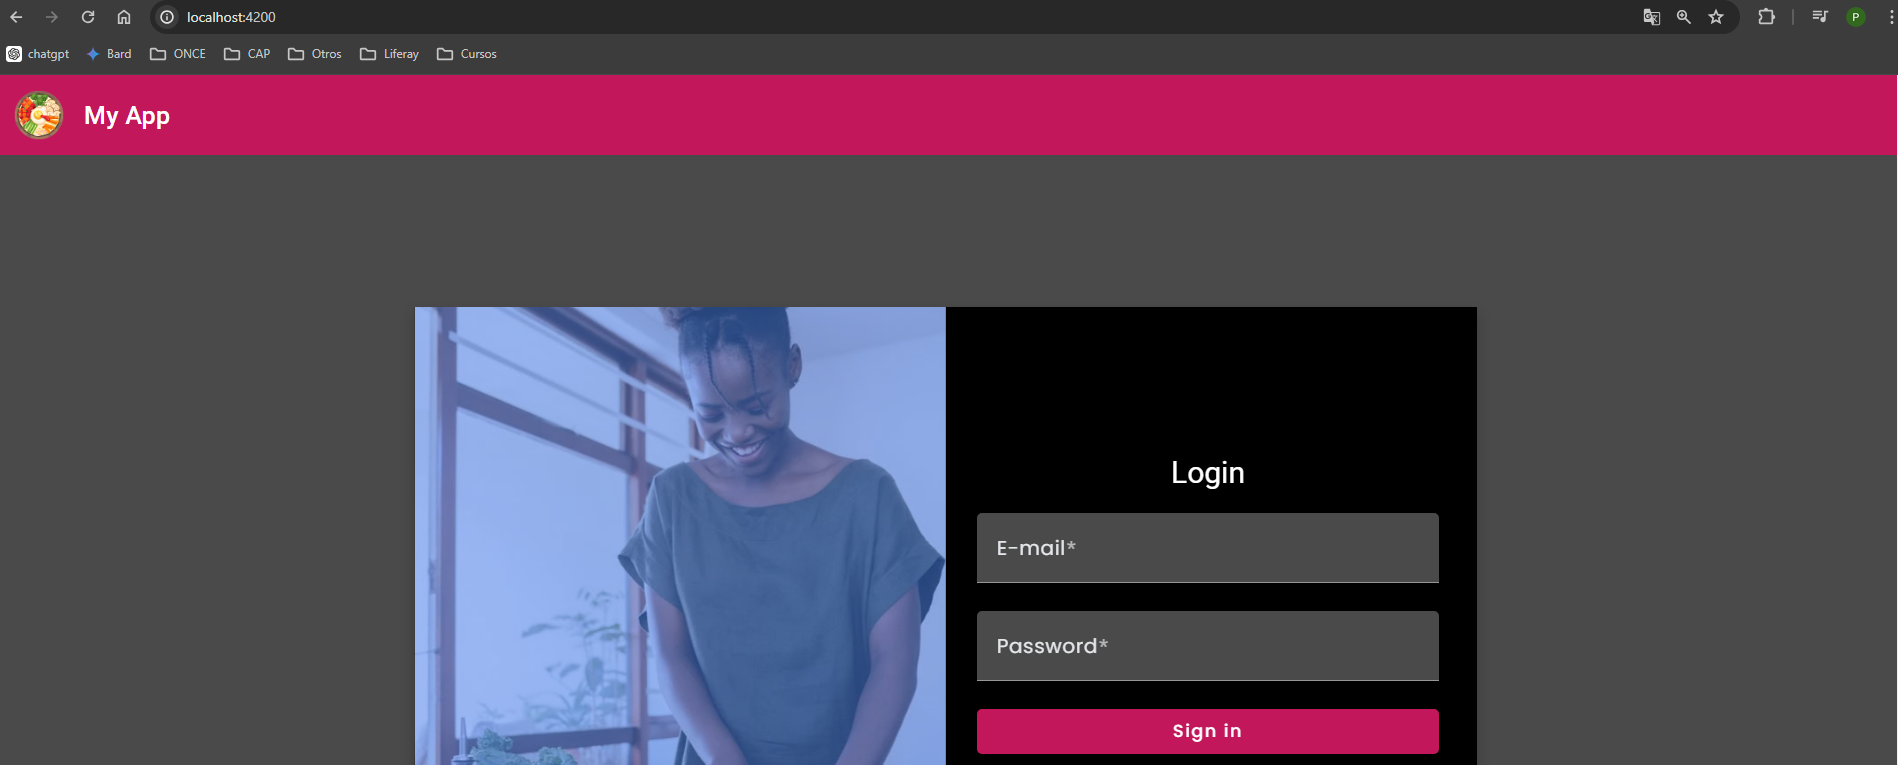 localhost:4200
chatgpt Bard ONCE CAP Otros Liferay Cursos
P
My App
Login
E-mail*
Password*
Sign in